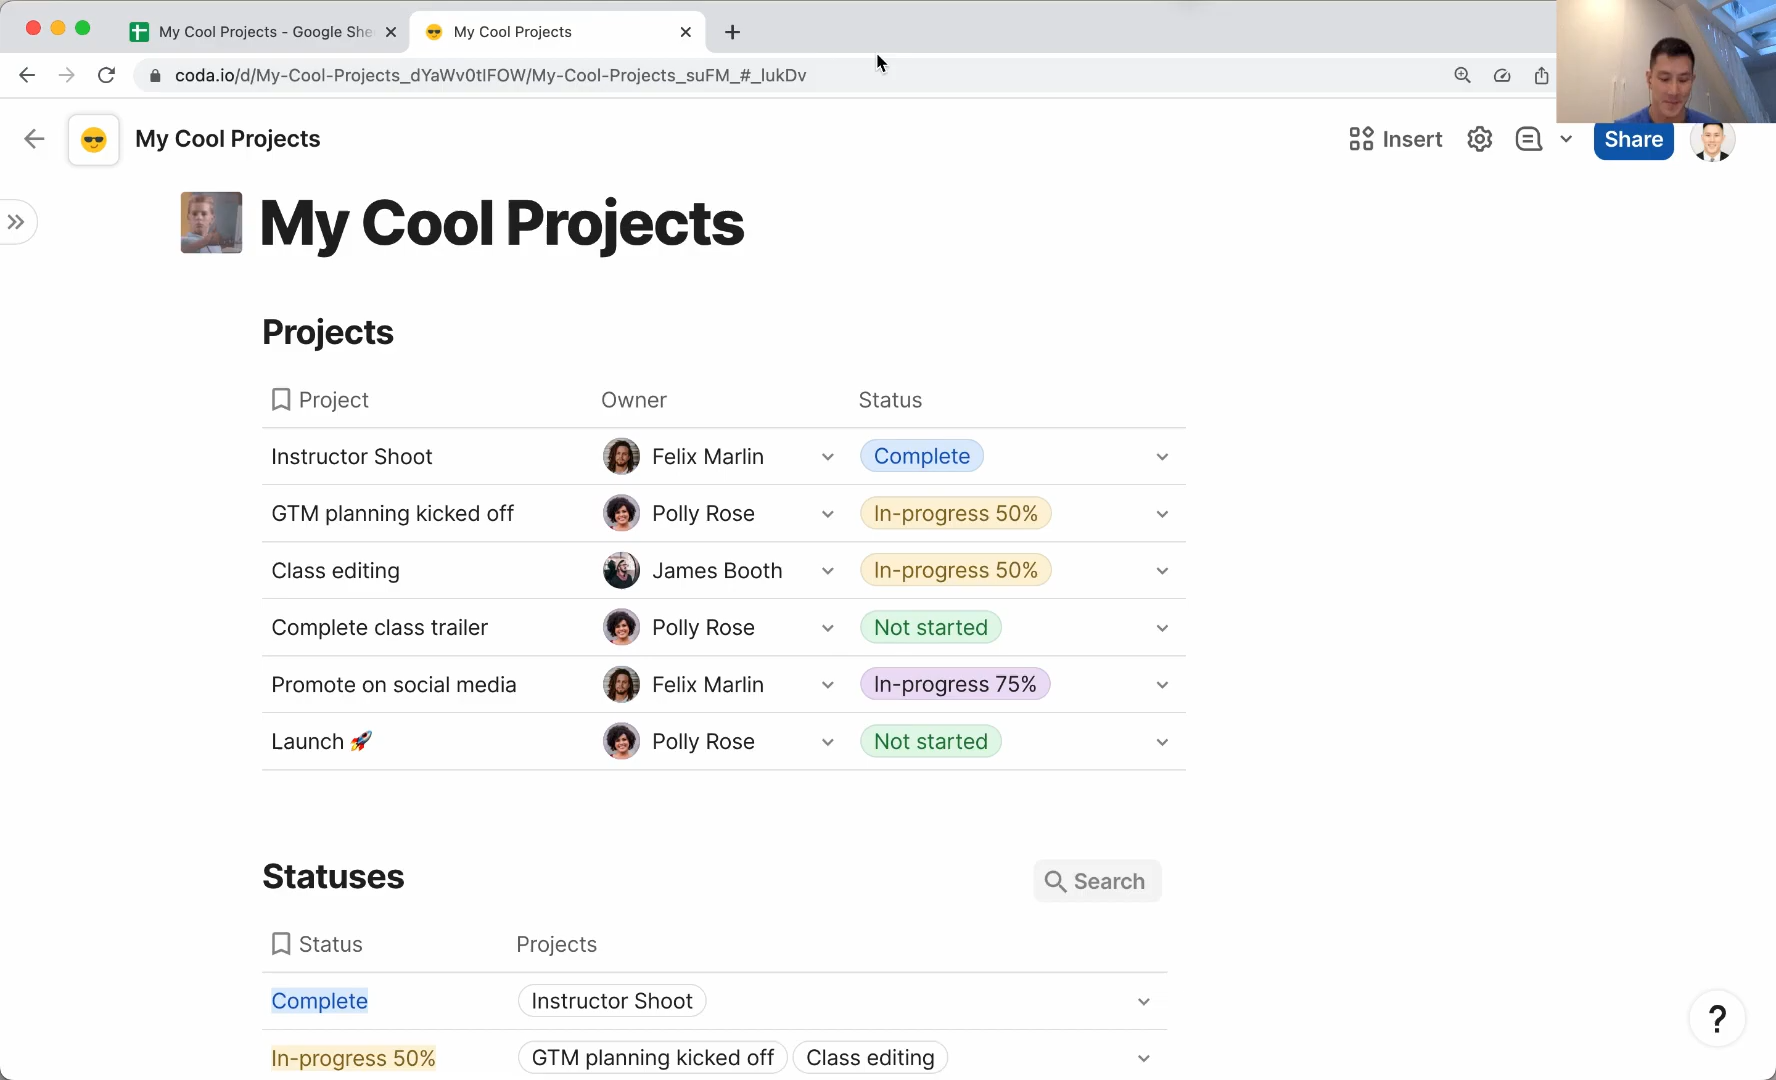 My Cool Projects - Google She
My Cool Projects
coda.io/d/My-Cool-Projects_dYaWv0tlFOW/My-Cool-Projects_suFM_#_lukDv
My Cool Projects
Insert
Share
My Cool Projects
Projects
Project Owner Status
Instructor Shoot Felix Marlin Complete
GTM planning kicked off Polly Rose In-progress 50%
Class editing James Booth In-progress 50%
Complete class trailer Polly Rose Not started
Promote on social media Felix Marlin In-progress 75%
Launch 🚀 Polly Rose Not started
Statuses
Search
Status Projects
Complete Instructor Shoot
In-progress 50% GTM planning kicked off Class editing
?